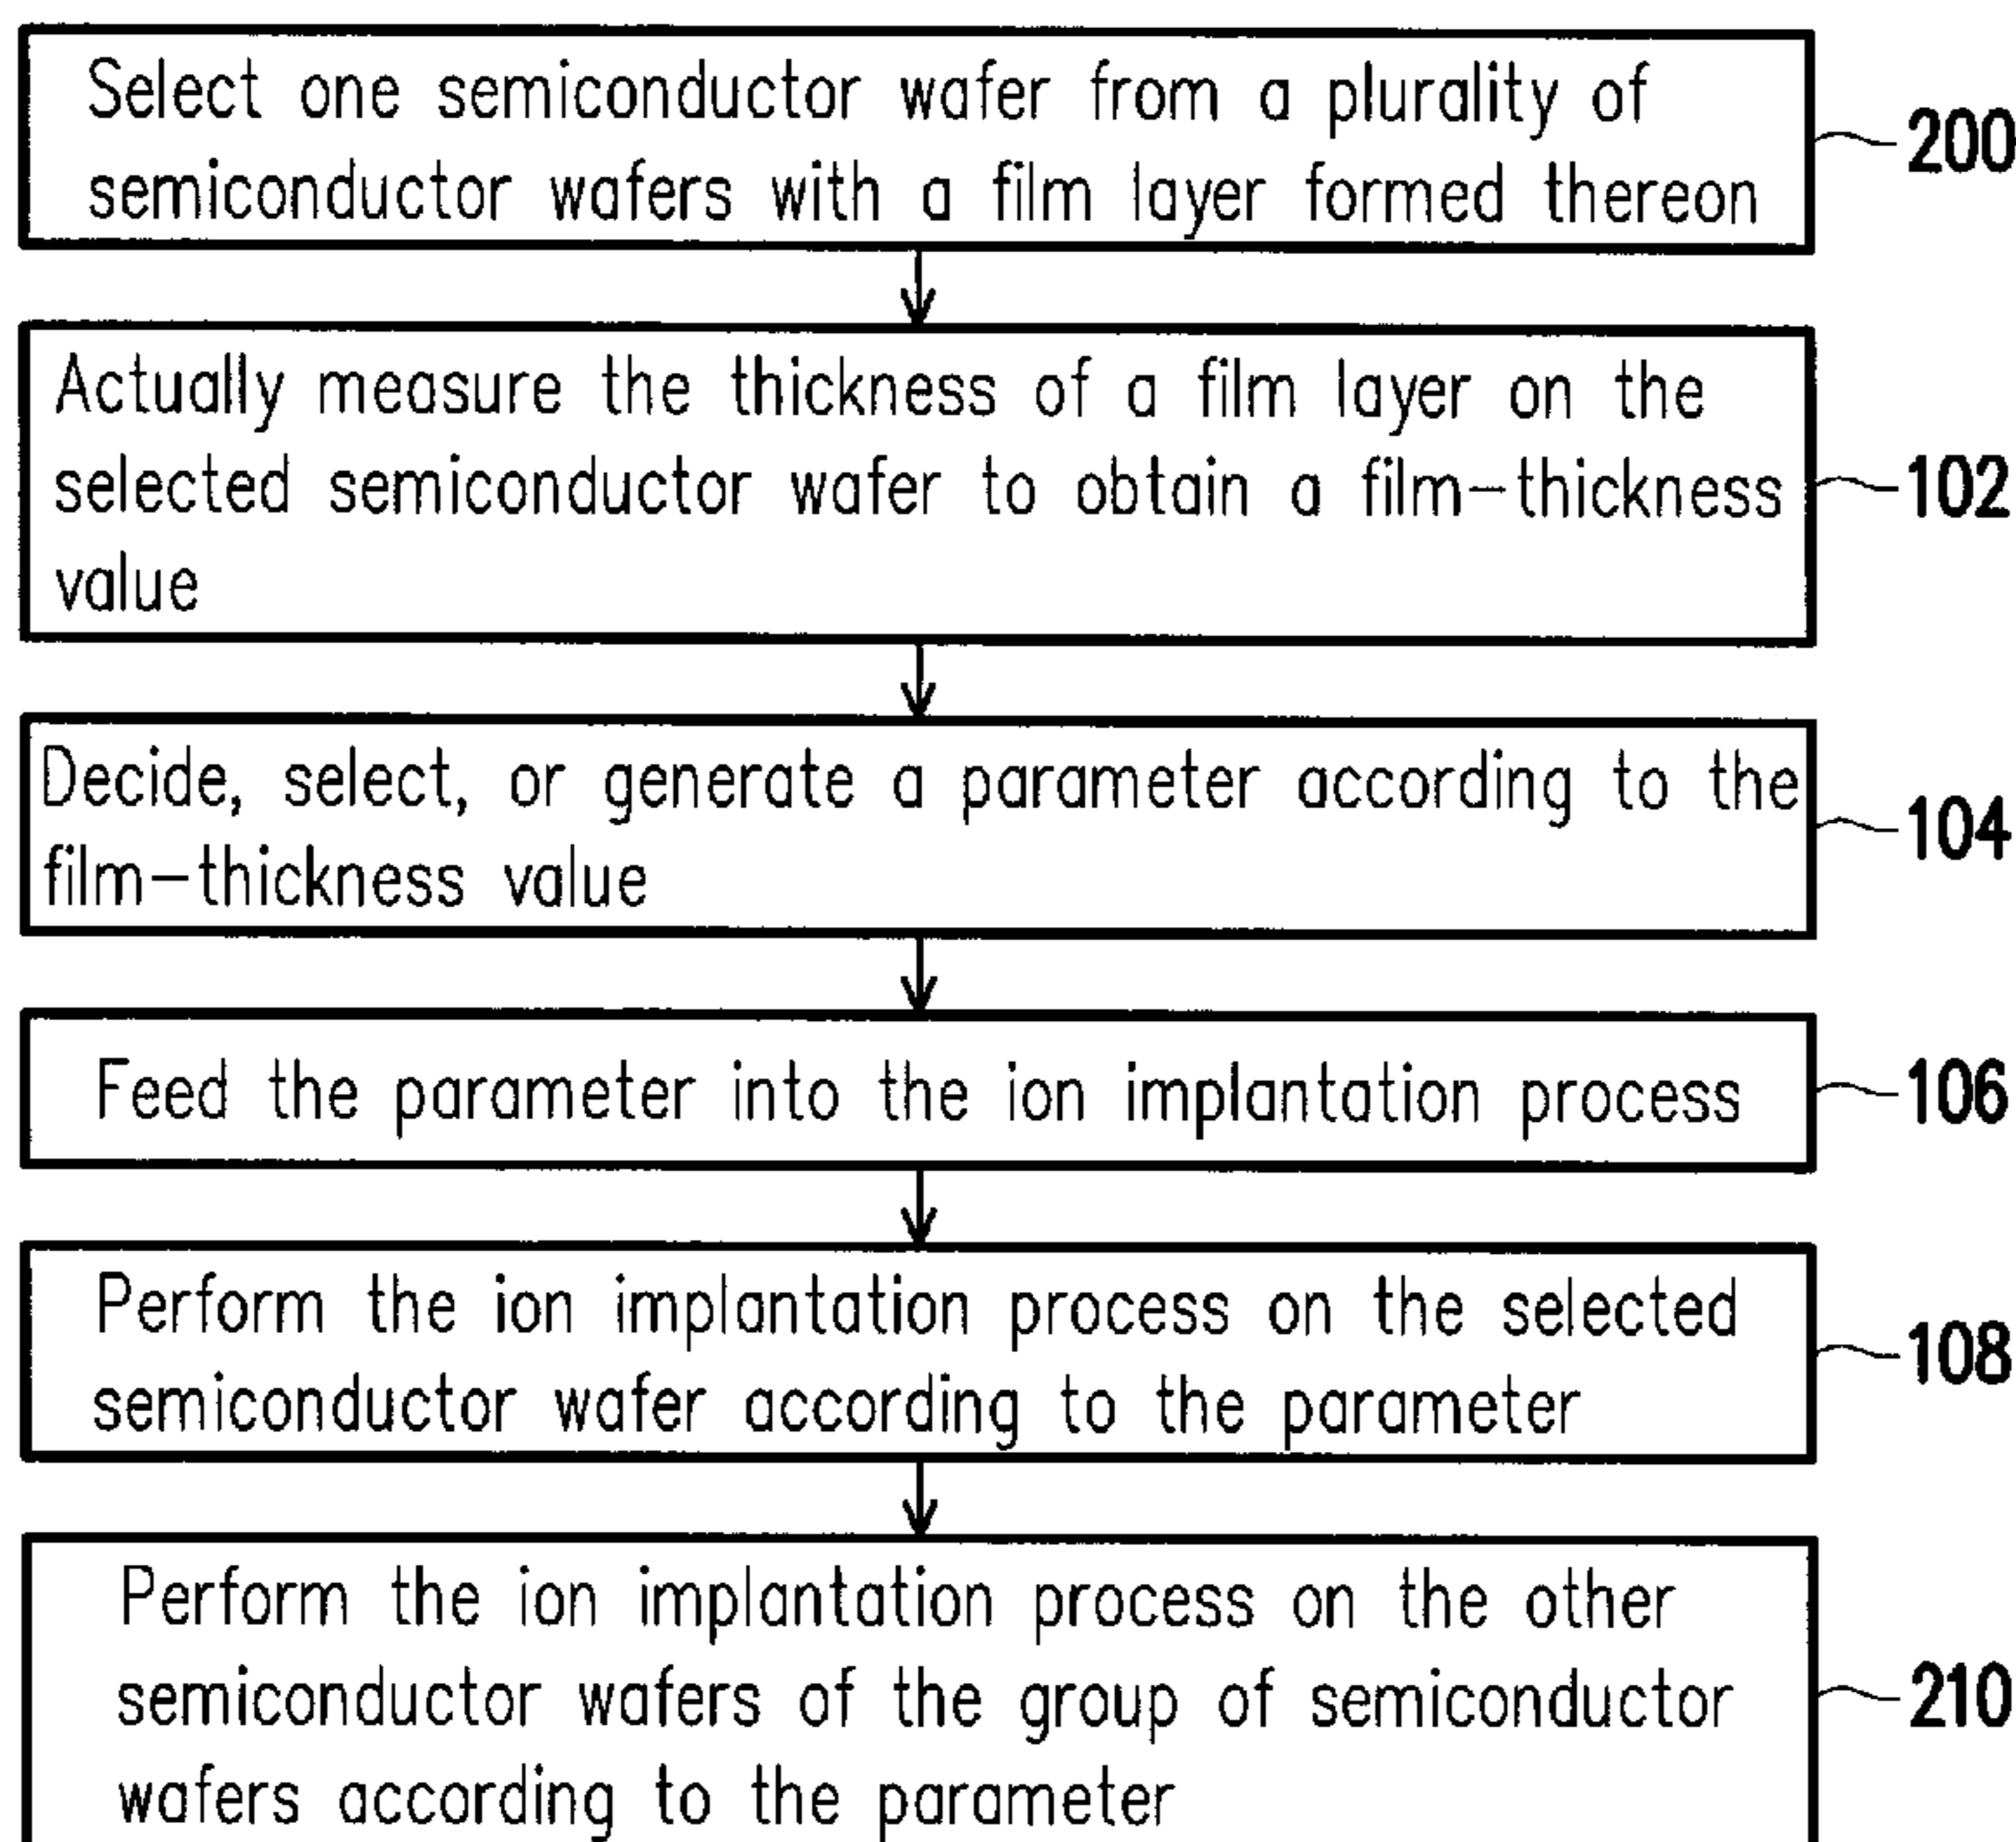 Select one semiconductor wafer from a plurality of
semiconductor wafers with a film layer formed thereon
200
Actually measure the thickness of a film layer on the
selected semiconductor wafer to obtain a film-thickness
value
102
Decide, select, or generate a parameter according to the
film-thickness value
104
Feed the parameter into the ion implantation process
106
Perform the ion implantation process on the selected
semiconductor wafer according to the parameter
108
Perform the ion implantation process on the other
semiconductor wafers of the group of semiconductor
wafers according to the parameter
210